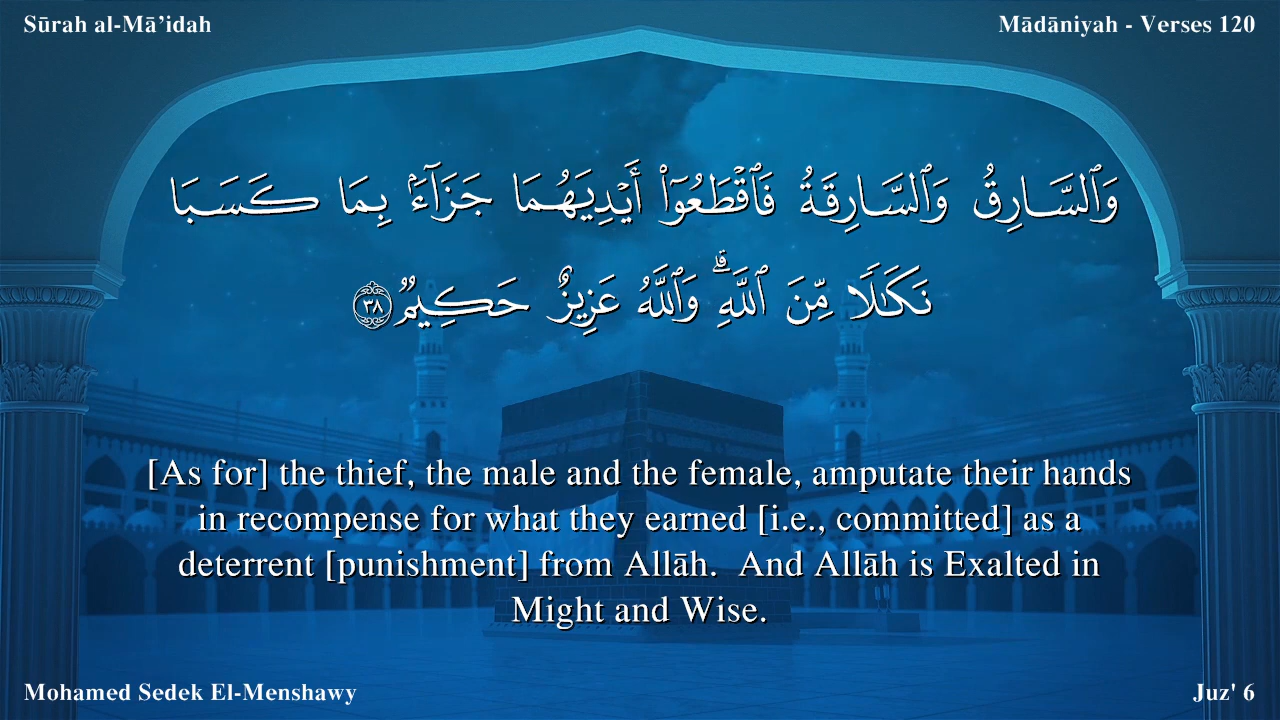 Sūrah al-Mā’idah
Mādāniyah - Verses 120
وَٱلسَّارِقُ وَٱلسَّارِقَةُ فَٱقْطَعُوٓا۟ أَيْدِيَهُمَا جَزَآءًۢ بِمَا كَسَبَا
نَكَـٰلًا مِّنَ ٱللَّهِ ۗ وَٱللَّهُ عَزِيزٌ حَكِيمٌ ٣٨
[As for] the thief, the male and the female, amputate their hands
in recompense for what they earned [i.e., committed] as a
deterrent [punishment] from Allāh.  And Allāh is Exalted in
Might and Wise.
Mohamed Sedek El-Menshawy
Juz' 6